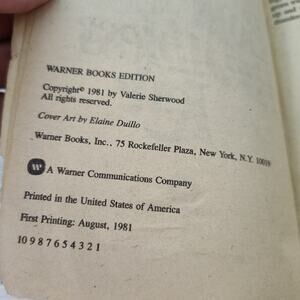 WARNER BOOKS EDITION
Copyright© 1981 by Valerie Sherwood
All rights reserved.
Cover Art by Elaine Duillo
Warner Books, Inc., 75 Rockefeller Plaza, New York, N.Y. 10019
A Warner Communications Company
Printed in the United States of America
First Printing: August, 1981
10 9 8 7 6 5 4 3 2 1